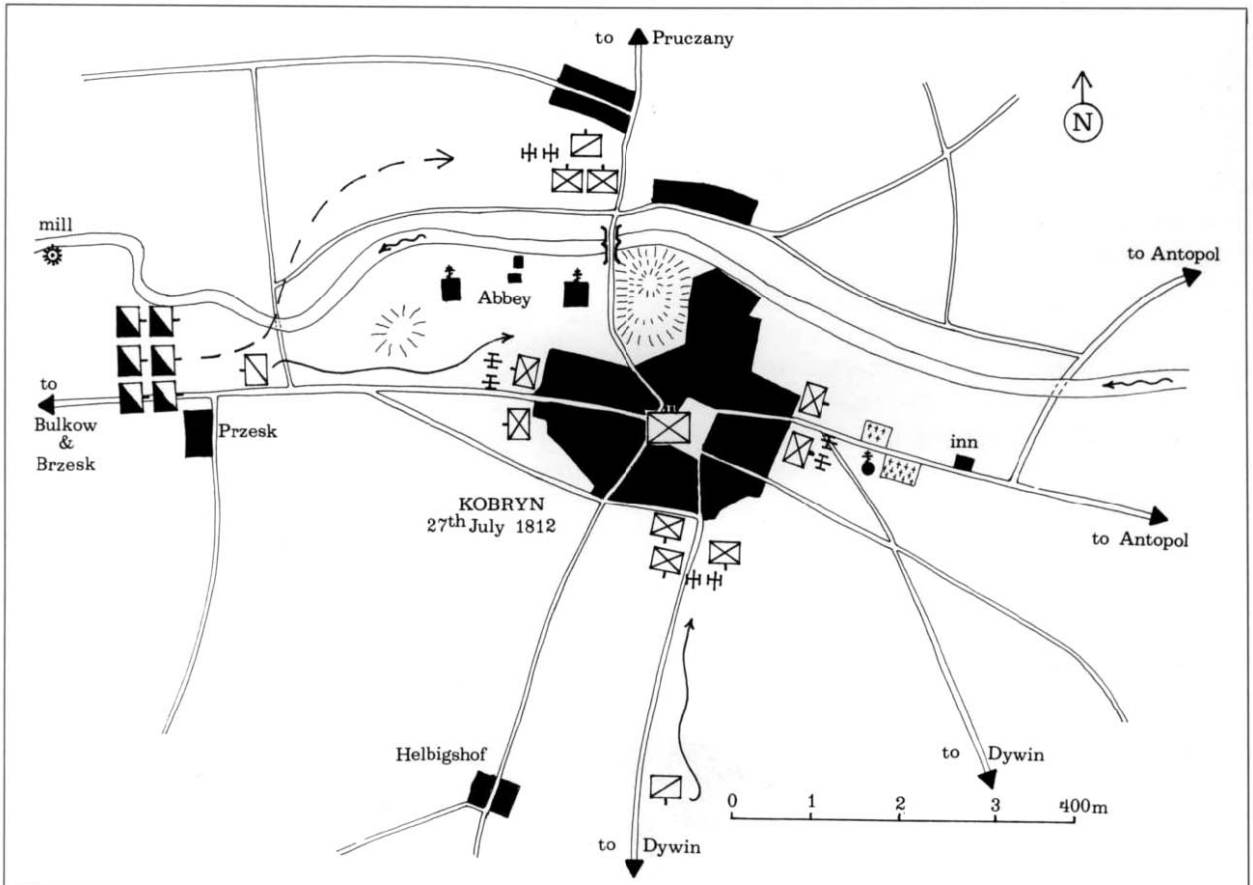 to Pruczany
N
mill
to Antopol
Abbey
to
Bulkow
&
Brzesk
Przesk
inn
KOBRYN
27th July 1812
to Antopol
Helbigshof
to Dywin
0 1 2 3 400m
to Dywin